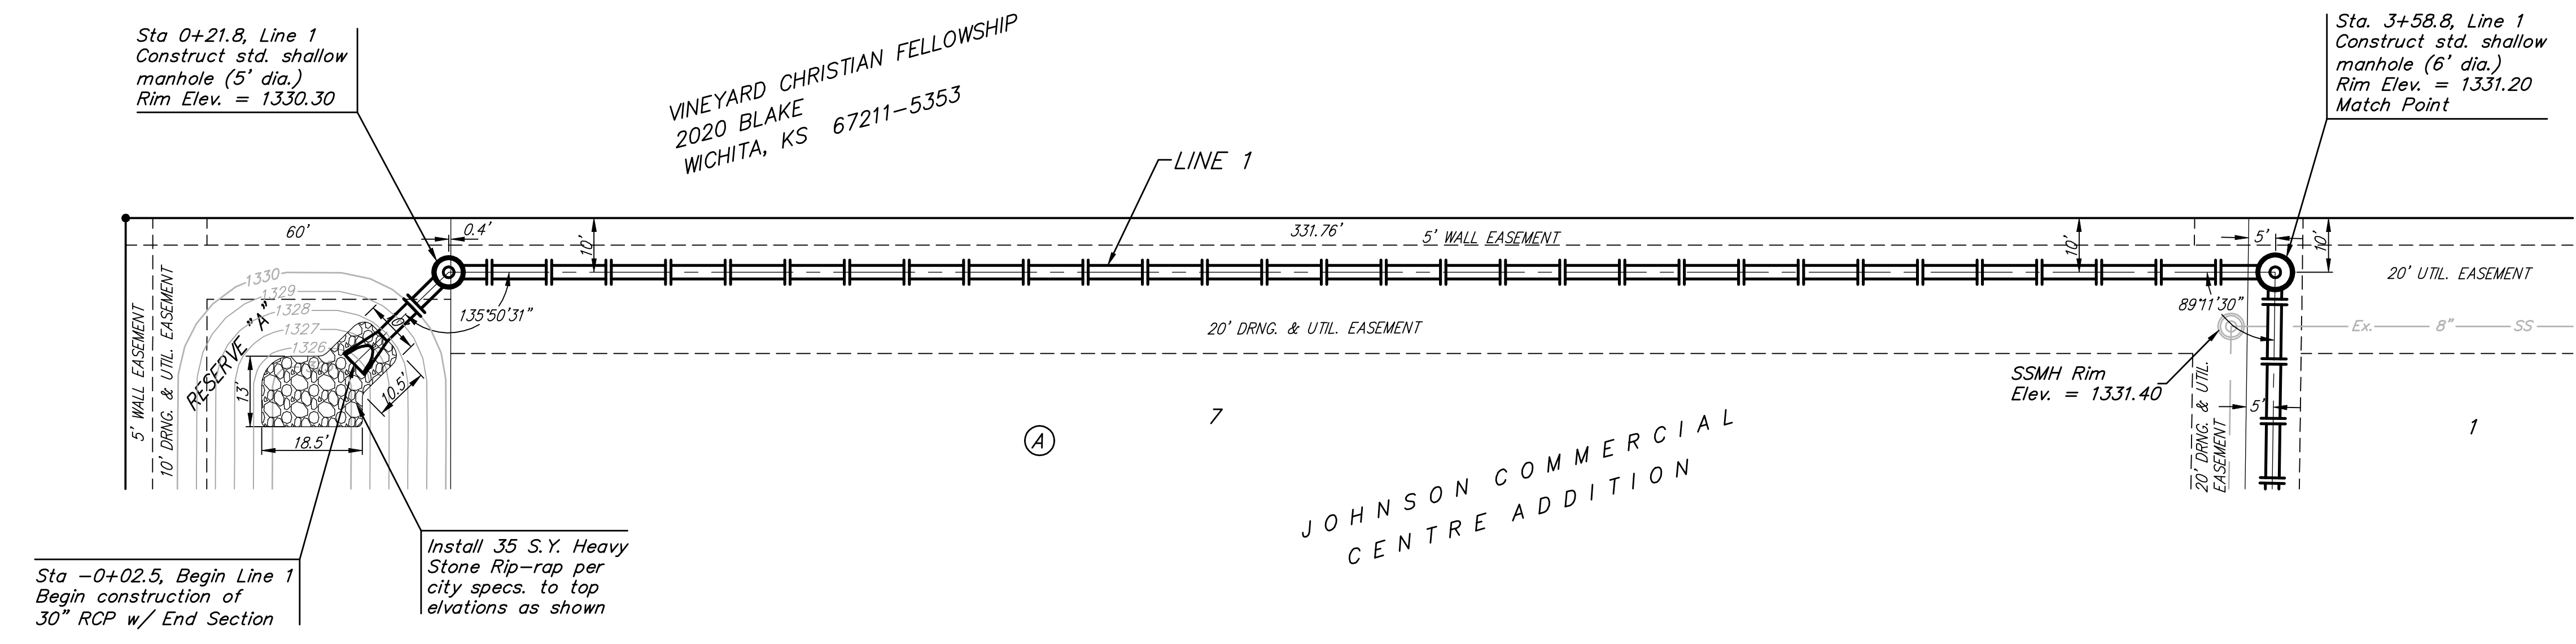 Sta 0+21.8, Line 1
Construct std. shallow
manhole (5' dia.)
Rim Elev. = 1330.30
VINEYARD CHRISTIAN FELLOWSHIP
2020 BLAKE
WICHITA, KS 67211-5353
LINE 1
Sta. 3+58.8, Line 1
Construct std. shallow
manhole (6' dia.)
Rim Elev. = 1331.20
Match Point
60'
0.4'
10'
331.76'
5' WALL EASEMENT
10'
5'
10'
20' UTIL. EASEMENT
1330
1329
1328
1327
1326
135°50'31"
20' DRNG. & UTIL. EASEMENT
89°11'30"
Ex. 8" SS
5' WALL EASEMENT
10' DRNG. & UTIL. EASEMENT
RESERVE "A"
13'
18.5'
10.5'
SSMH Rim
Elev. = 1331.40
20' DRNG. & UTIL.
EASEMENT
5'
7
A
1
JOHNSON COMMERCIAL
CENTRE ADDITION
Sta -0+02.5, Begin Line 1
Begin construction of
30" RCP w/ End Section
Install 35 S.Y. Heavy
Stone Rip-rap per
city specs. to top
elvations as shown